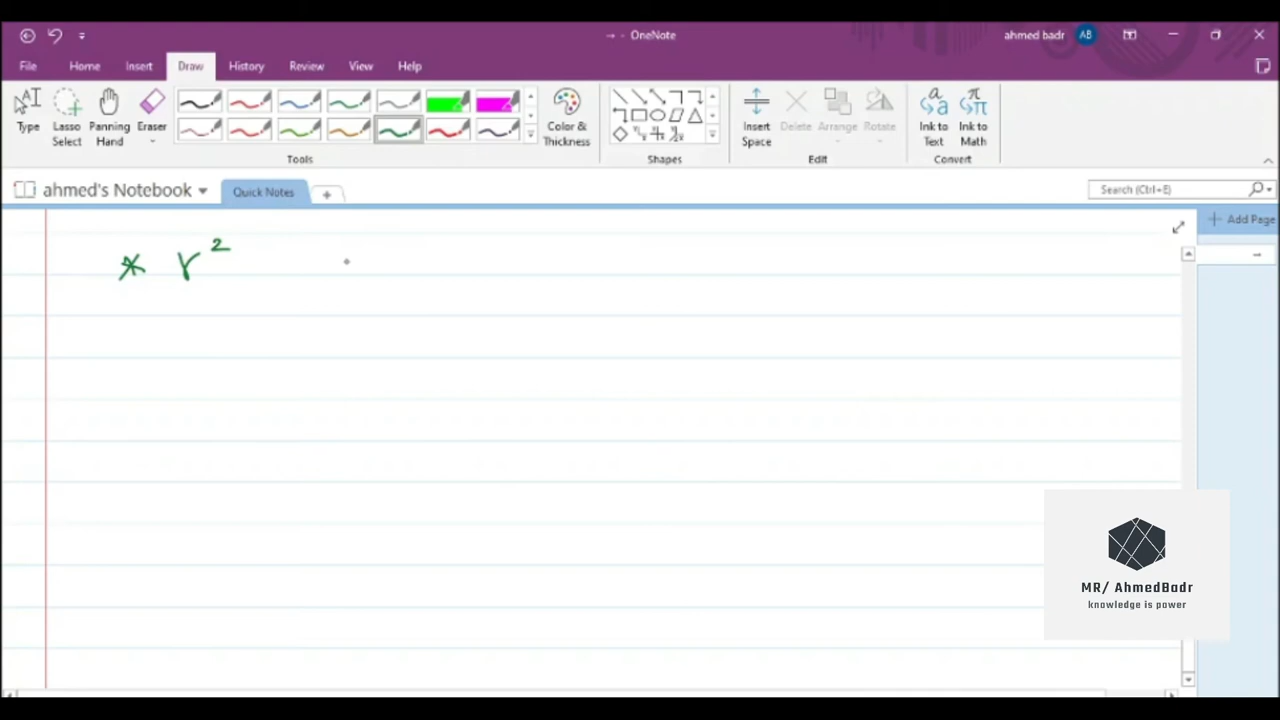 → - OneNote
ahmed badr AB
File Home Insert Draw History Review View Help
Type
Lasso Select
Panning Hand
Eraser
Color & Thickness
Insert Space
Delete
Arrange
Rotate
Ink to Text
Ink to Math
Tools
Shapes
Edit
Convert
ahmed's Notebook
Quick Notes
Search (Ctrl+E)
Add Page
* r²
→
MR/ AhmedBadr
knowledge is power